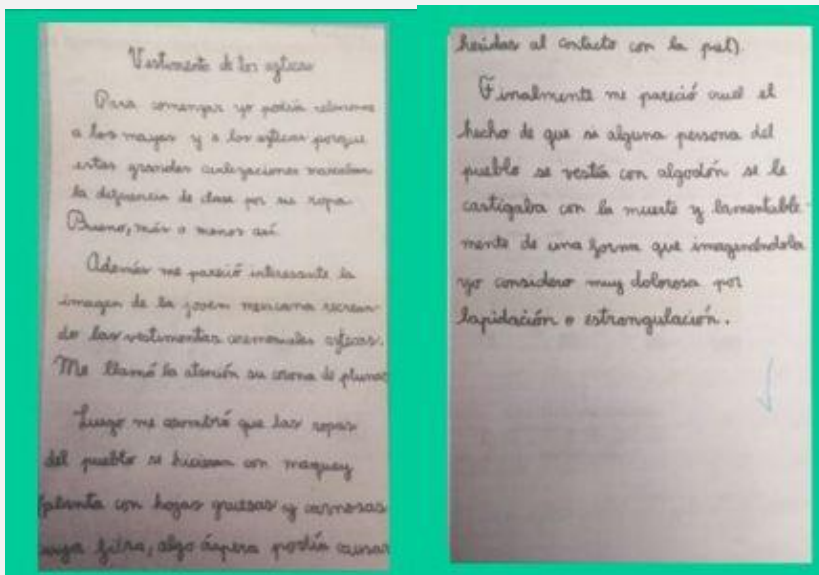 Vestimenta de los aztecas
Para comenzar yo podría relacionar
a los mayas y a los aztecas porque
estas grandes civilizaciones marcaban
la diferencia de clase por su ropa.
Bueno, más o menos así.
Además me pareció interesante la
imagen de la joven mexicana recrean-
do las vestimentas ceremoniales aztecas.
Me llamó la atención su corona de plumas
Luego me asombró que las ropas
del pueblo se hicieran con maguey
(planta con hojas gruesas y carnosas
cuya fibra, algo áspera podía causar
heridas al contacto con la piel).
Finalmente me pareció cruel el
hecho de que si alguna persona del
pueblo se vestía con algodón se le
castigaba con la muerte y lamentable-
mente de una forma que imaginándola
yo considero muy dolorosa por
lapidación o estrangulación.